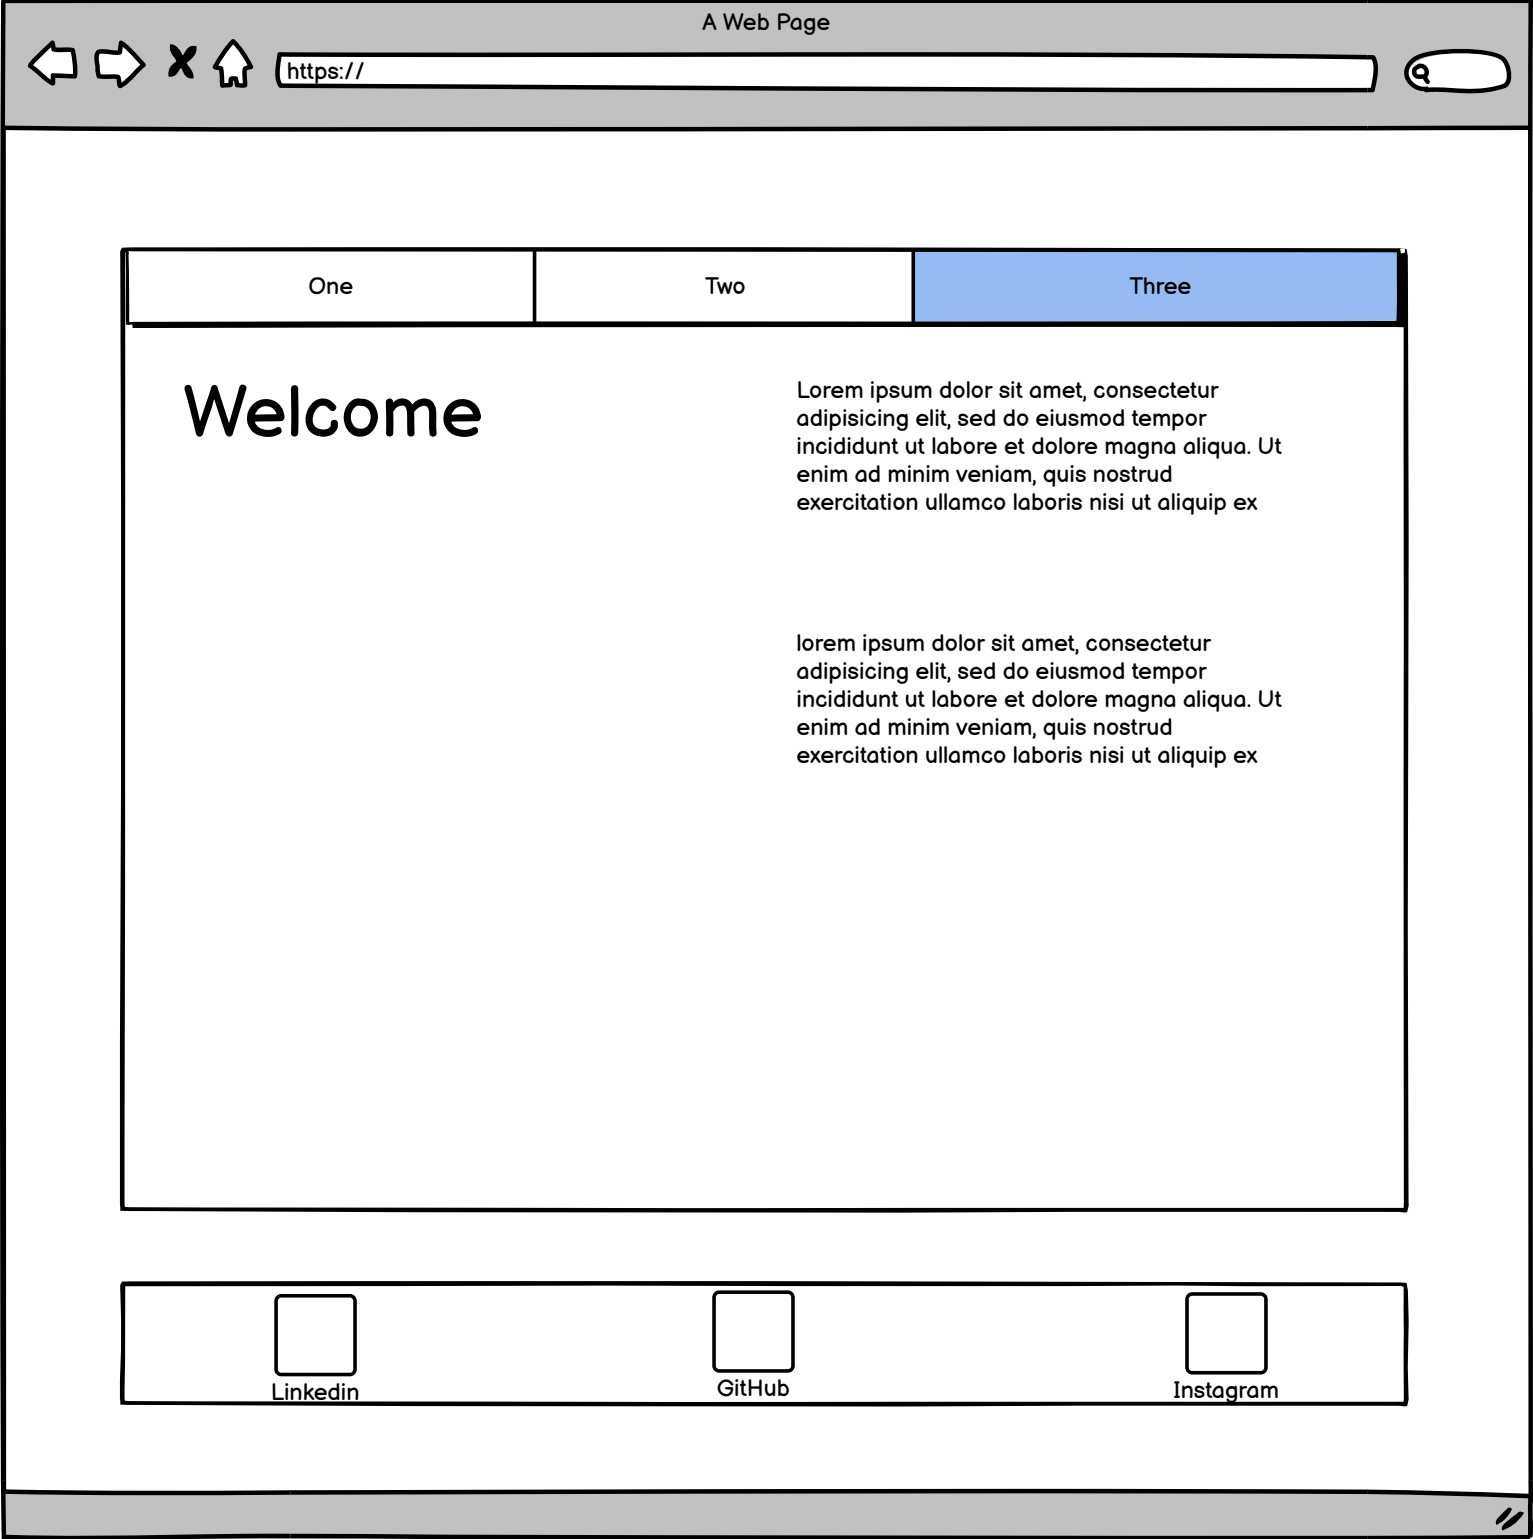 A Web Page
https://
One
Two
Three
Welcome
Lorem ipsum dolor sit amet, consectetur
adipisicing elit, sed do eiusmod tempor
incididunt ut labore et dolore magna aliqua. Ut
enim ad minim veniam, quis nostrud
exercitation ullamco laboris nisi ut aliquip ex
lorem ipsum dolor sit amet, consectetur
adipisicing elit, sed do eiusmod tempor
incididunt ut labore et dolore magna aliqua. Ut
enim ad minim veniam, quis nostrud
exercitation ullamco laboris nisi ut aliquip ex
Linkedin
GitHub
Instagram